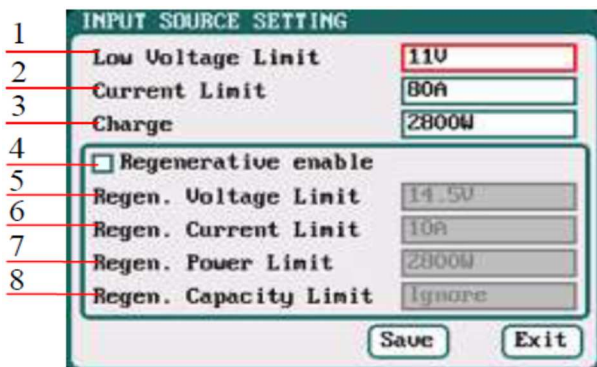 INPUT SOURCE SETTING
1 Low Voltage Limit 11V
2 Current Limit 80A
3 Charge 2800W
4 Regenerative enable
5 Regen. Voltage Limit 14.5V
6 Regen. Current Limit 10A
7 Regen. Power Limit 2800W
8 Regen. Capacity Limit Ignore
Save Exit